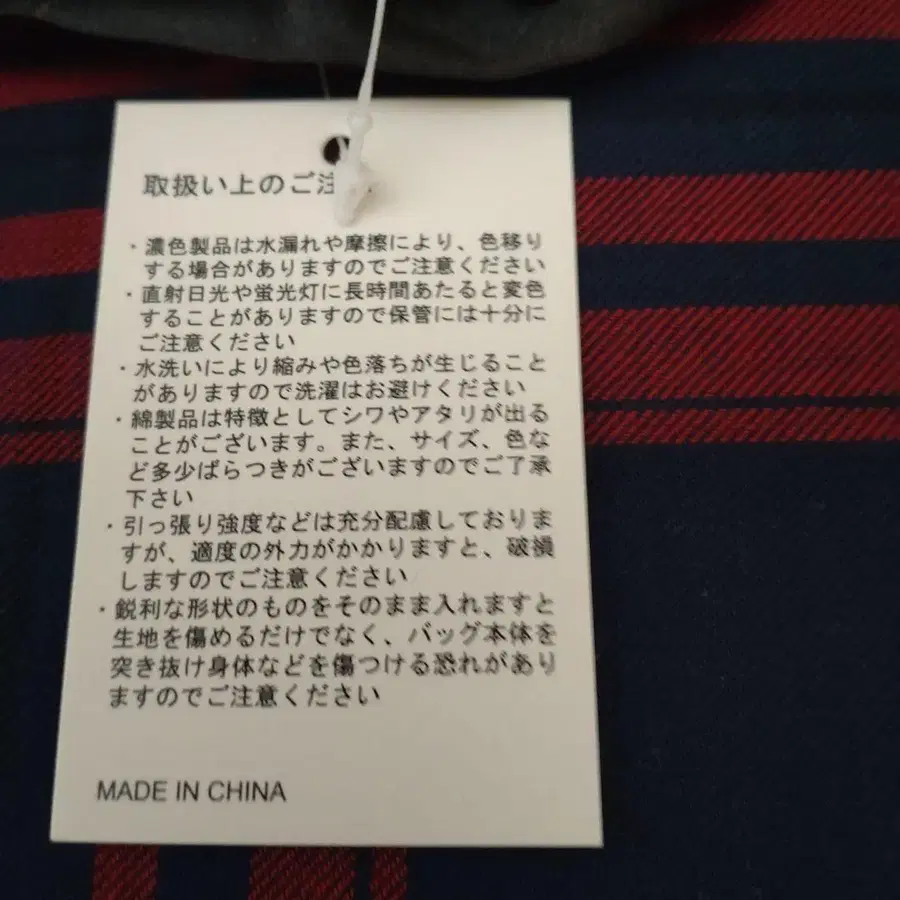 取扱い上のご注
・濃色製品は水漏れや摩擦により、色移り
する場合がありますのでご注意ください
・直射日光や蛍光灯に長時間あたると変色
することがありますので保管には十分に
ご注意ください
・水洗いにより縮みや色落ちが生じること
がありますので洗濯はお避けください
・綿製品は特徴としてシワやアタリが出る
ことがございます。また、サイズ、色な
ど多少ばらつきがございますのでご了承
下さい
・引っ張り強度などは充分配慮しておりま
すが、適度の外力がかかりますと、破損
しますのでご注意ください
・鋭利な形状のものをそのまま入れますと
生地を傷めるだけでなく、バッグ本体を
突き抜け身体などを傷つける恐れがあり
ますのでご注意ください
MADE IN CHINA